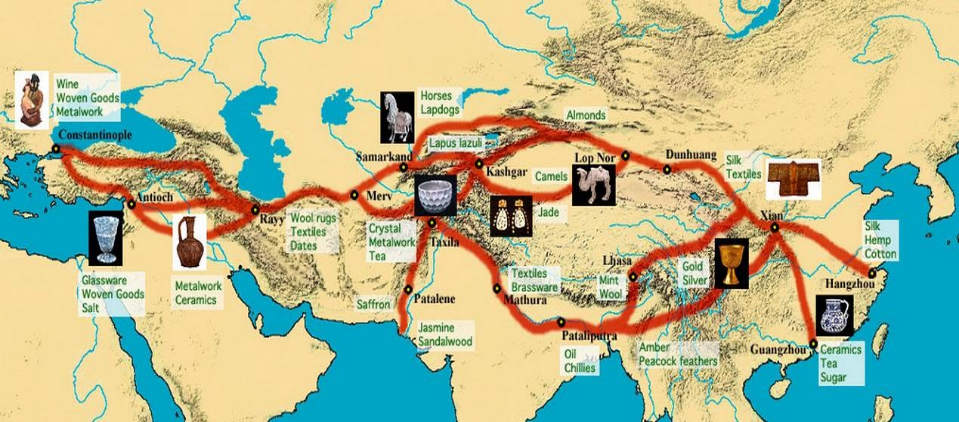 Wine
Woven Goods
Metalwork
Constantinople
Antioch
Glassware
Woven Goods
Salt
Metalwork
Ceramics
Rayy
Wool rugs
Textiles
Dates
Merv
Samarkand
Horses
Lapdogs
Lapus lazuli
Kashgar
Almonds
Camels
Jade
Lop Nor
Dunhuang
Crystal
Metalwork
Tea
Taxila
Saffron
Patalene
Jasmine
Sandalwood
Textiles
Brassware
Mathura
Pataliputra
Oil
Chillies
Lhasa
Mint
Wool
Gold
Silver
Amber
Peacock feathers
Silk
Textiles
Xian
Silk
Hemp
Cotton
Hangzhou
Guangzhou
Ceramics
Tea
Sugar